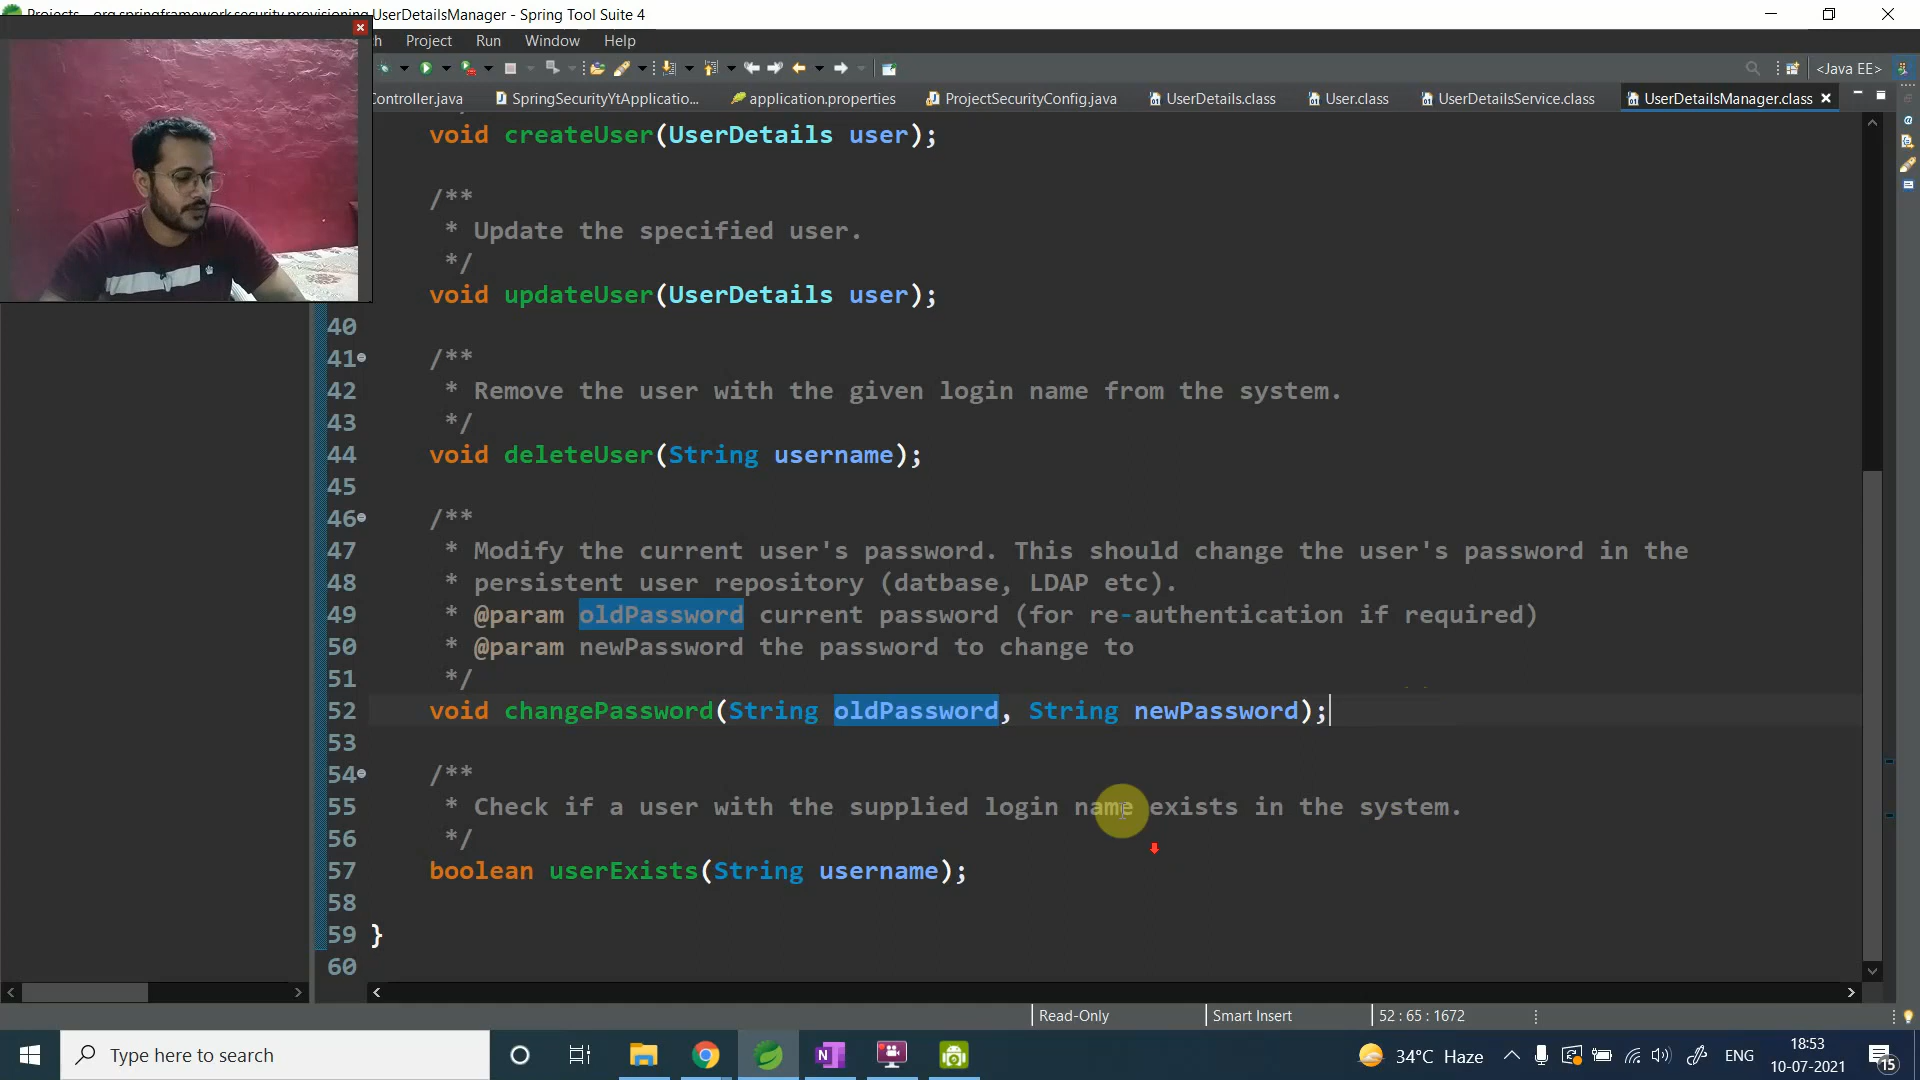 Projects - org.springframework.security.provisioning.UserDetailsManager - Spring Tool Suite 4
Project Run Window Help
<Java EE>
Controller.java SpringSecurityYtApplicatio... application.properties ProjectSecurityConfig.java UserDetails.class User.class UserDetailsService.class UserDetailsManager.class
void createUser(UserDetails user);
/**
* Update the specified user.
*/
void updateUser(UserDetails user);
40
41 /**
42 * Remove the user with the given login name from the system.
43 */
44 void deleteUser(String username);
45
46 /**
47 * Modify the current user's password. This should change the user's password in the
48 * persistent user repository (datbase, LDAP etc).
49 * @param oldPassword current password (for re-authentication if required)
50 * @param newPassword the password to change to
51 */
52 void changePassword(String oldPassword, String newPassword);
53
54 /**
55 * Check if a user with the supplied login name exists in the system.
56 */
57 boolean userExists(String username);
58
59 }
60
Read-Only Smart Insert 52 : 65 : 1672
Type here to search
34°C Haze ENG 18:53
10-07-2021 15